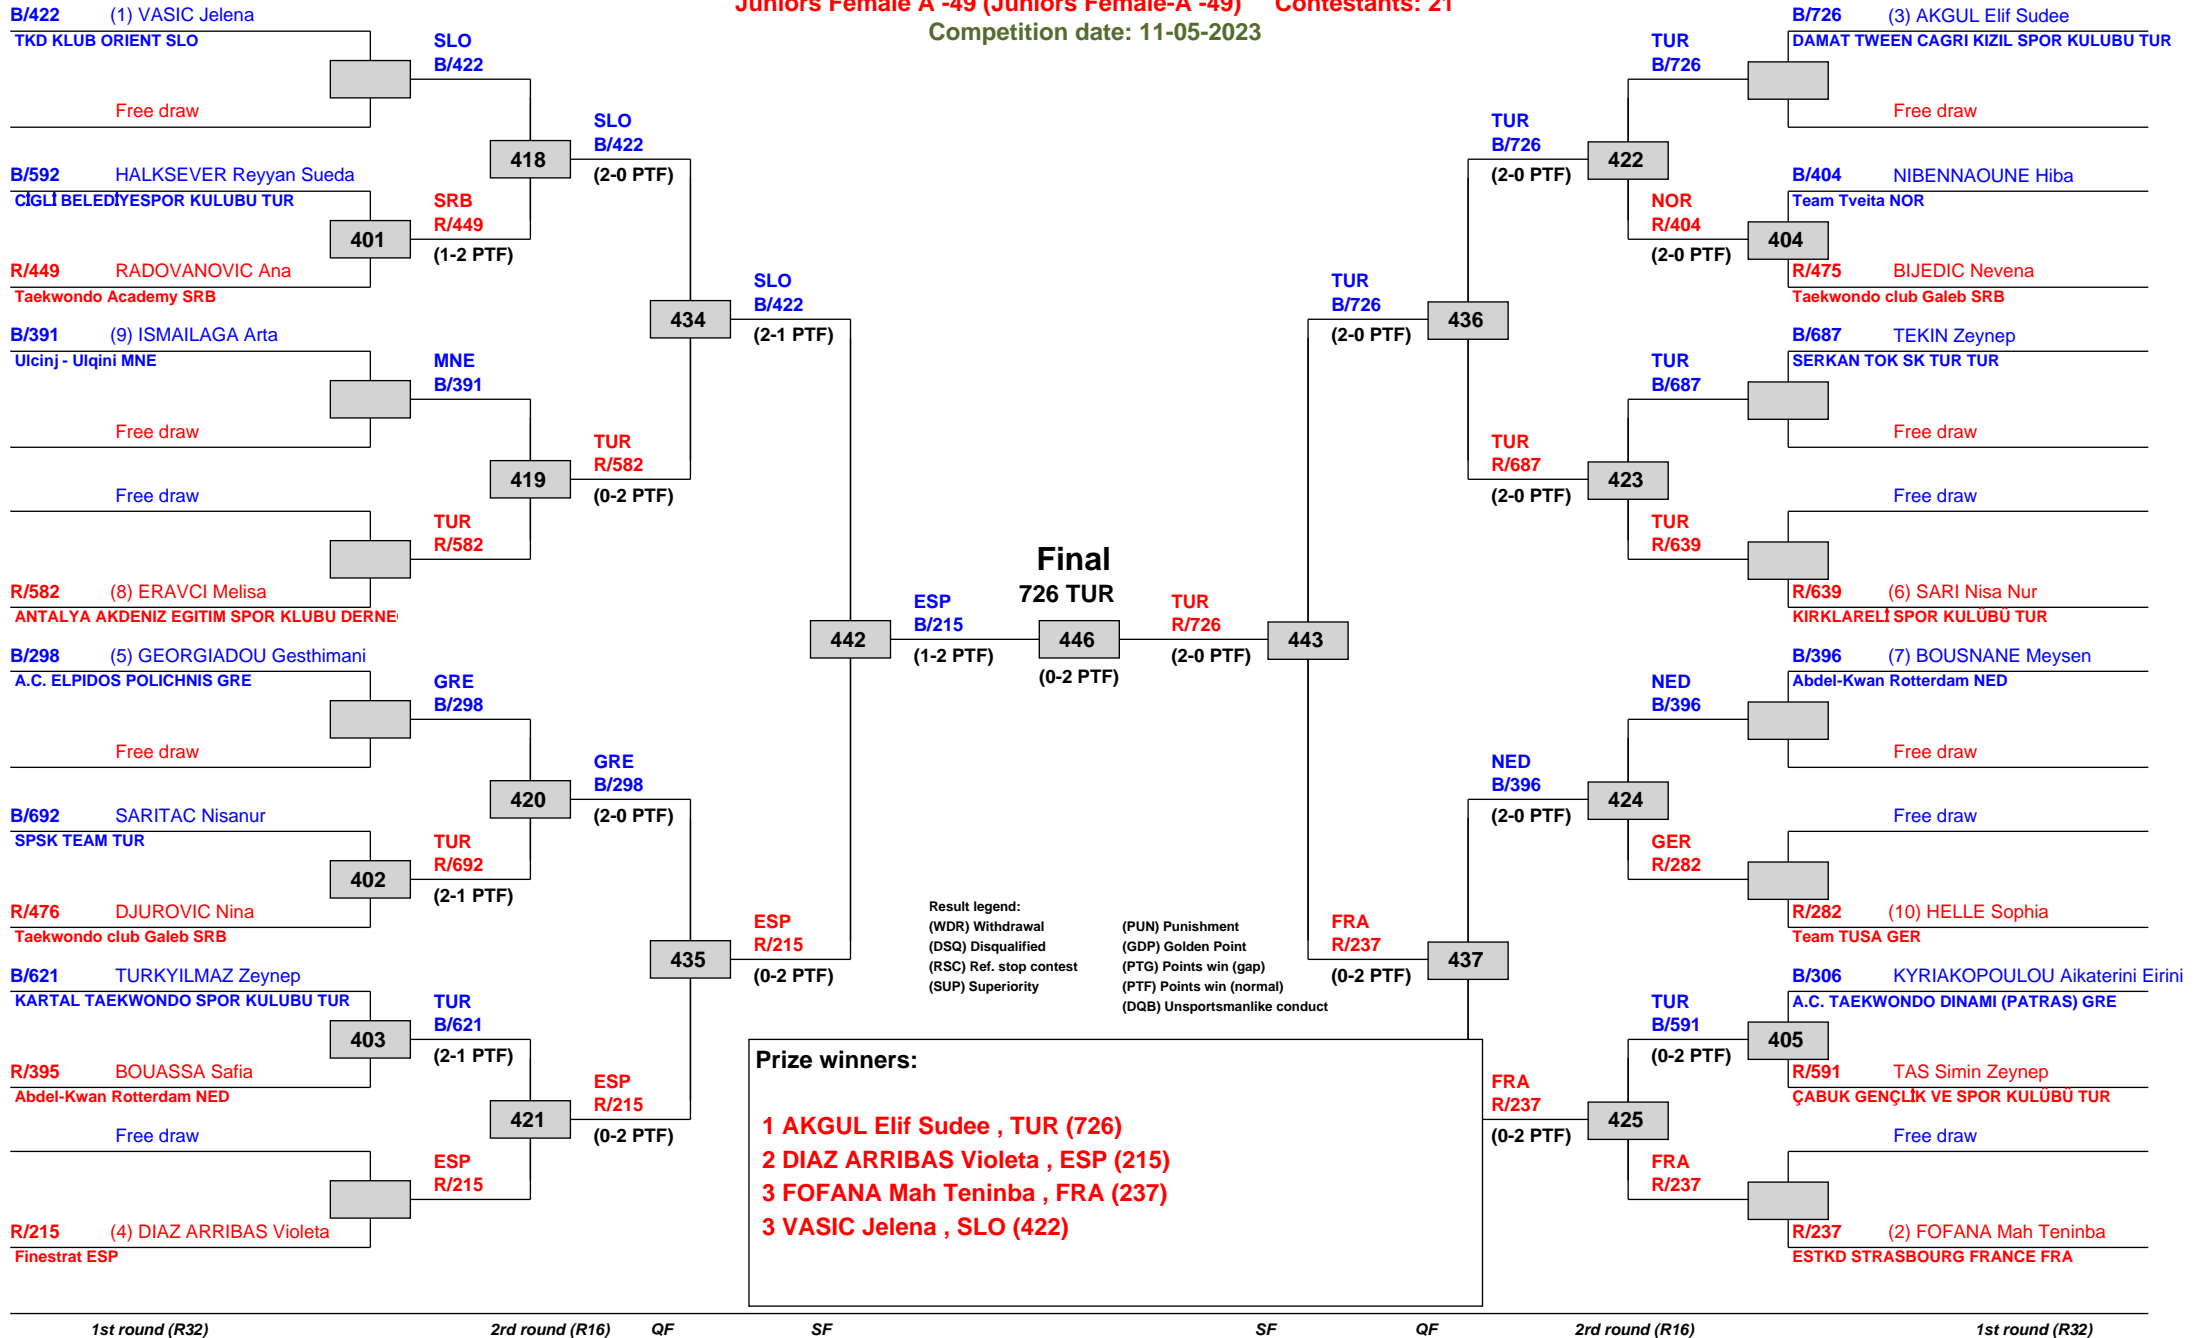 Juniors Female A -49 (Juniors Female-A -49) Contestants: 21
Competition date: 11-05-2023
B/422 (1) VASIC Jelena
TKD KLUB ORIENT SLO
Free draw
SLO
B/422
B/592 HALKSEVER Reyyan Sueda
CİGLİ BELEDİYESPOR KULUBU TUR
401
R/449 RADOVANOVIC Ana
Taekwondo Academy SRB
SRB
R/449
(1-2 PTF)
418
SLO
B/422
(2-0 PTF)
B/391 (9) ISMAILAGA Arta
Ulcinj - Ulqini MNE
Free draw
MNE
B/391
Free draw
R/582 (8) ERAVCI Melisa
ANTALYA AKDENIZ EGITIM SPOR KLUBU DERNE
TUR
R/582
419
TUR
R/582
(0-2 PTF)
434
SLO
B/422
(2-1 PTF)
B/298 (5) GEORGIADOU Gesthimani
A.C. ELPIDOS POLICHNIS GRE
Free draw
GRE
B/298
B/692 SARITAC Nisanur
SPSK TEAM TUR
402
R/476 DJUROVIC Nina
Taekwondo club Galeb SRB
TUR
R/692
(2-1 PTF)
420
GRE
B/298
(2-0 PTF)
B/621 TURKYILMAZ Zeynep
KARTAL TAEKWONDO SPOR KULUBU TUR
403
R/395 BOUASSA Safia
Abdel-Kwan Rotterdam NED
TUR
B/621
(2-1 PTF)
Free draw
R/215 (4) DIAZ ARRIBAS Violeta
Finestrat ESP
ESP
R/215
421
ESP
R/215
(0-2 PTF)
435
ESP
R/215
(0-2 PTF)
442
ESP
B/215
(1-2 PTF)
Final
726 TUR
446
(0-2 PTF)
TUR
R/726
(2-0 PTF)
443
TUR
B/726
(2-0 PTF)
436
TUR
B/726
(2-0 PTF)
422
TUR
B/726
B/726 (3) AKGUL Elif Sudee
DAMAT TWEEN CAGRI KIZIL SPOR KULUBU TUR
Free draw
NOR
R/404
(2-0 PTF)
404
B/404 NIBENNAOUNE Hiba
Team Tveita NOR
R/475 BIJEDIC Nevena
Taekwondo club Galeb SRB
TUR
R/687
(2-0 PTF)
423
TUR
B/687
B/687 TEKIN Zeynep
SERKAN TOK SK TUR TUR
Free draw
TUR
R/639
Free draw
R/639 (6) SARI Nisa Nur
KIRKLARELİ SPOR KULÜBÜ TUR
FRA
R/237
(0-2 PTF)
437
NED
B/396
(2-0 PTF)
424
NED
B/396
B/396 (7) BOUSNANE Meysen
Abdel-Kwan Rotterdam NED
Free draw
GER
R/282
Free draw
R/282 (10) HELLE Sophia
Team TUSA GER
FRA
R/237
(0-2 PTF)
425
TUR
B/591
(0-2 PTF)
405
B/306 KYRIAKOPOULOU Aikaterini Eirini
A.C. TAEKWONDO DINAMI (PATRAS) GRE
R/591 TAS Simin Zeynep
ÇABUK GENÇLİK VE SPOR KULÜBÜ TUR
FRA
R/237
Free draw
R/237 (2) FOFANA Mah Teninba
ESTKD STRASBOURG FRANCE FRA
Result legend:
(WDR) Withdrawal (PUN) Punishment
(DSQ) Disqualified (GDP) Golden Point
(RSC) Ref. stop contest (PTG) Points win (gap)
(SUP) Superiority (PTF) Points win (normal)
(DQB) Unsportsmanlike conduct
Prize winners:
1 AKGUL Elif Sudee , TUR (726)
2 DIAZ ARRIBAS Violeta , ESP (215)
3 FOFANA Mah Teninba , FRA (237)
3 VASIC Jelena , SLO (422)
1st round (R32) 2rd round (R16) QF SF SF QF 2rd round (R16) 1st round (R32)